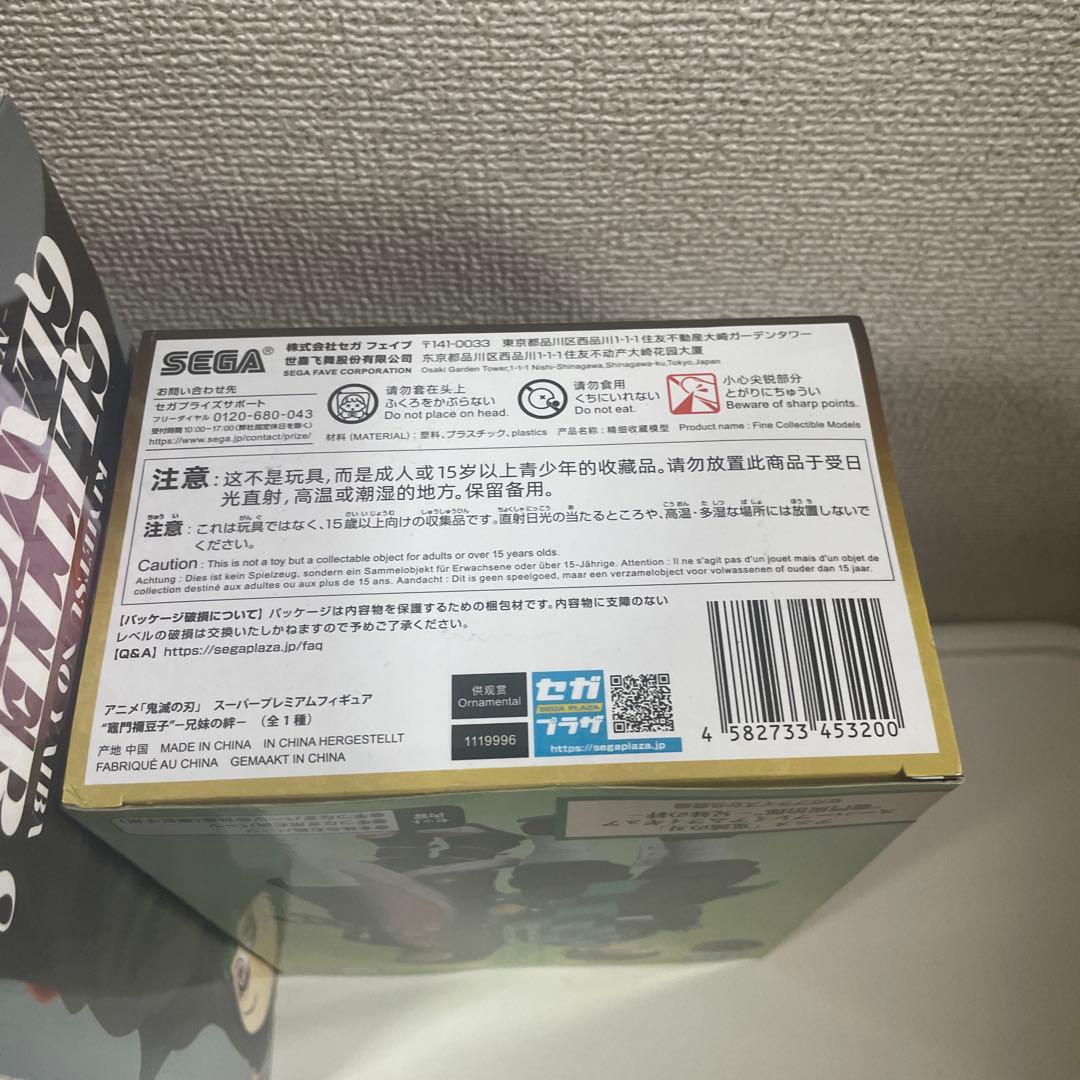 SEGA®
株式会社セガ フェイブ 〒141-0033 東京都品川区西品川1-1-1住友不動産大崎ガーデンタワー
世嘉飞舞股份有限公司 东京都品川区西品川1-1-1住友不动产大崎花园大厦
SEGA FAVE CORPORATION Osaki Garden Tower,1-1-1 Nishi-Shinagawa,Shinagawa-ku,Tokyo,Japan
お問い合わせ先
セガプライズサポート
フリーダイヤル 0120-680-043
受付時間 10:00-17:00(弊社指定休日を除く)
https://www.sega.jp/contact/prize/
请勿套在头上
ふくろをかぶらない
Do not place on head.
请勿食用
くちにいれない
Do not eat.
小心尖锐部分
とがりにちゅうい
Beware of sharp points.
材料 (MATERIAL) : 塑料、プラスチック、plastics 产品名称 : 精细收藏模型 Product name : Fine Collectible Models
注意 : 这不是玩具, 而是成人或15岁以上青少年的收藏品。请勿放置此商品于受日
光直射, 高温或潮湿的地方。保留备用。
注意 : これは玩具ではなく、15歳以上向けの収集品です。直射日光の当たるところや、高温・多湿な場所には放置しないで
ください。
Caution : This is not a toy but a collectable object for adults or over 15 years olds.
Achtung : Dies ist kein Spielzeug, sondern ein Sammelobjekt für Erwachsene oder über 15-Jährige. Attention : Il ne s'agit pas d'un jouet mais d'un objet de
collection destiné aux adultes ou aux plus de 15 ans. Aandacht : Dit is geen speelgoed, maar een verzamelobject voor volwassenen of ouder dan 15 jaar.
【パッケージ破損について】パッケージは内容物を保護するための梱包材です。内容物に支障のない
レベルの破損は交換いたしかねますので予めご了承ください。
【Q&A】https://segaplaza.jp/faq
アニメ「鬼滅の刃」 スーパープレミアムフィギュア
“竈門禰豆子”－兄妹の絆－ (全1種)
产地 中国 MADE IN CHINA IN CHINA HERGESTELLT
FABRIQUÉ AU CHINA GEMAAKT IN CHINA
供观赏
Ornamental
1119996
セガ
SEGA PLAZA
プラザ
https://segaplaza.jp
4 582733 453200